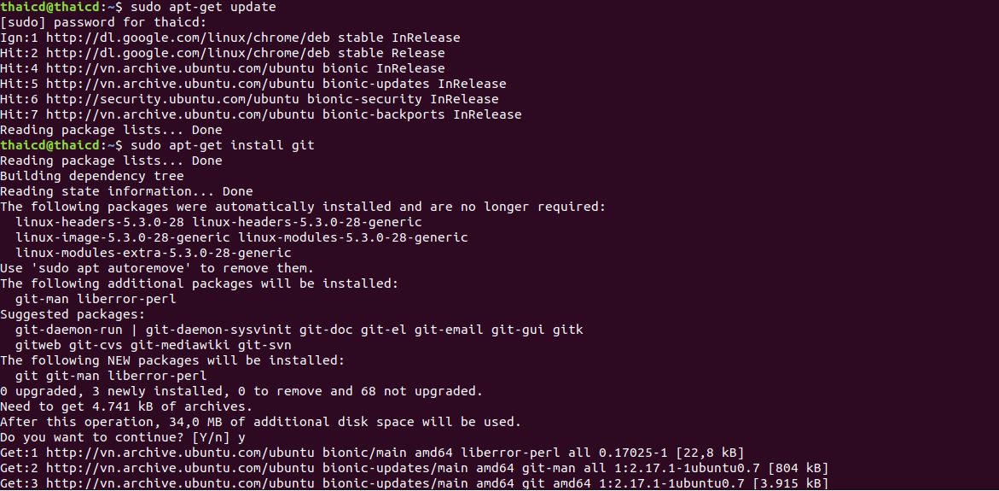 thaicd@thaicd:~$ sudo apt-get update
[sudo] password for thaicd:
Ign:1 http://dl.google.com/linux/chrome/deb stable InRelease
Hit:2 http://dl.google.com/linux/chrome/deb stable Release
Hit:4 http://vn.archive.ubuntu.com/ubuntu bionic InRelease
Hit:5 http://vn.archive.ubuntu.com/ubuntu bionic-updates InRelease
Hit:6 http://security.ubuntu.com/ubuntu bionic-security InRelease
Hit:7 http://vn.archive.ubuntu.com/ubuntu bionic-backports InRelease
Reading package lists... Done
thaicd@thaicd:~$ sudo apt-get install git
Reading package lists... Done
Building dependency tree
Reading state information... Done
The following packages were automatically installed and are no longer required:
  linux-headers-5.3.0-28 linux-headers-5.3.0-28-generic
  linux-image-5.3.0-28-generic linux-modules-5.3.0-28-generic
  linux-modules-extra-5.3.0-28-generic
Use 'sudo apt autoremove' to remove them.
The following additional packages will be installed:
  git-man liberror-perl
Suggested packages:
  git-daemon-run | git-daemon-sysvinit git-doc git-el git-email git-gui gitk
  gitweb git-cvs git-mediawiki git-svn
The following NEW packages will be installed:
  git git-man liberror-perl
0 upgraded, 3 newly installed, 0 to remove and 68 not upgraded.
Need to get 4.741 kB of archives.
After this operation, 34,0 MB of additional disk space will be used.
Do you want to continue? [Y/n] y
Get:1 http://vn.archive.ubuntu.com/ubuntu bionic/main amd64 liberror-perl all 0.17025-1 [22,8 kB]
Get:2 http://vn.archive.ubuntu.com/ubuntu bionic-updates/main amd64 git-man all 1:2.17.1-1ubuntu0.7 [804 kB]
Get:3 http://vn.archive.ubuntu.com/ubuntu bionic-updates/main amd64 git amd64 1:2.17.1-1ubuntu0.7 [3.915 kB]